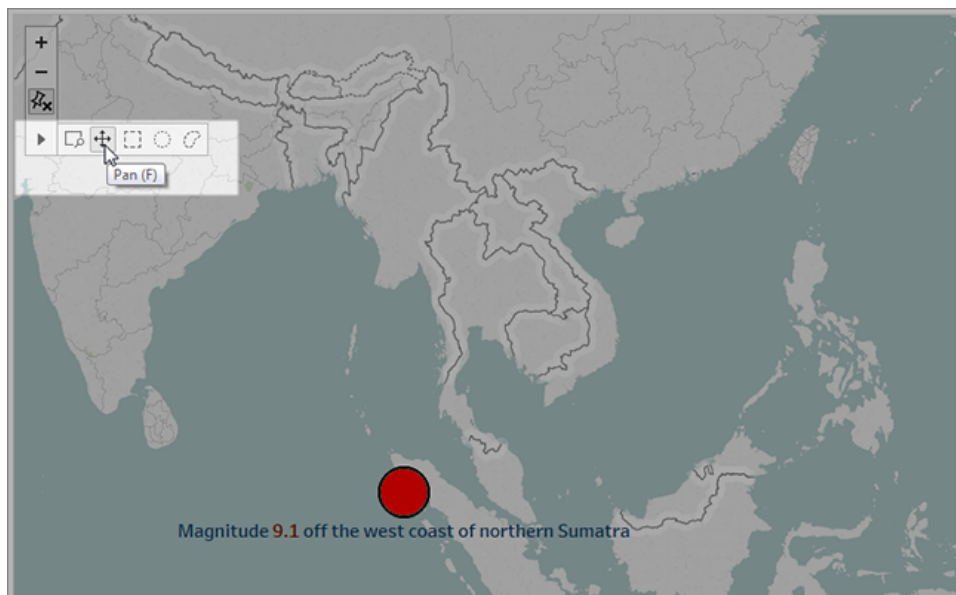 +
−
Pan (F)
Magnitude 9.1 off the west coast of northern Sumatra